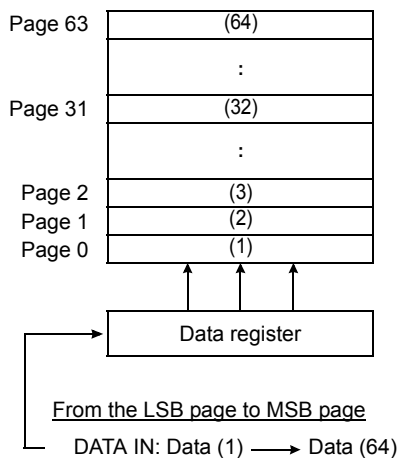 Page 63 (64)
:
Page 31 (32)
:
Page 2 (3)
Page 1 (2)
Page 0 (1)
Data register
From the LSB page to MSB page
DATA IN: Data (1) Data (64)